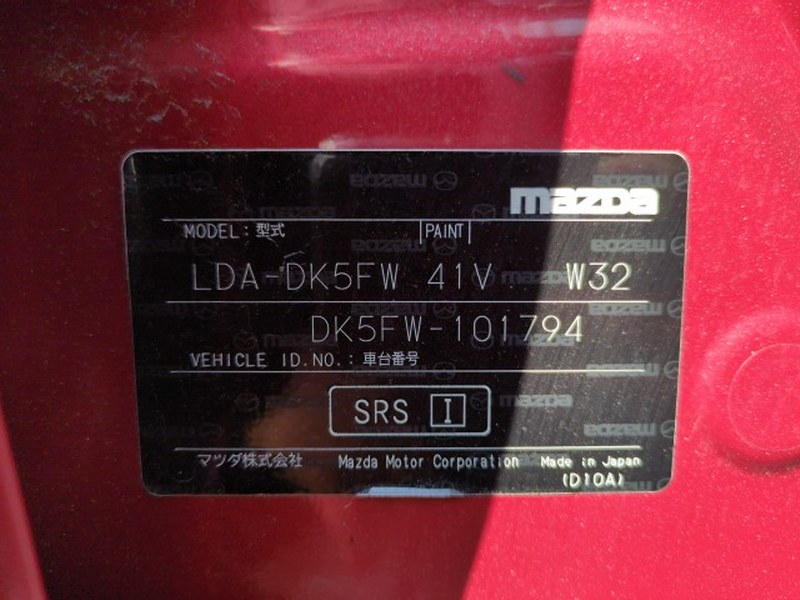 mazda
MODEL：型式 PAINT
LDA-DK5FW 41V W32
DK5FW-101794
VEHICLE ID.NO.：車台番号
SRS I
マツダ株式会社 Mazda Motor Corporation Made in Japan
(D10A)